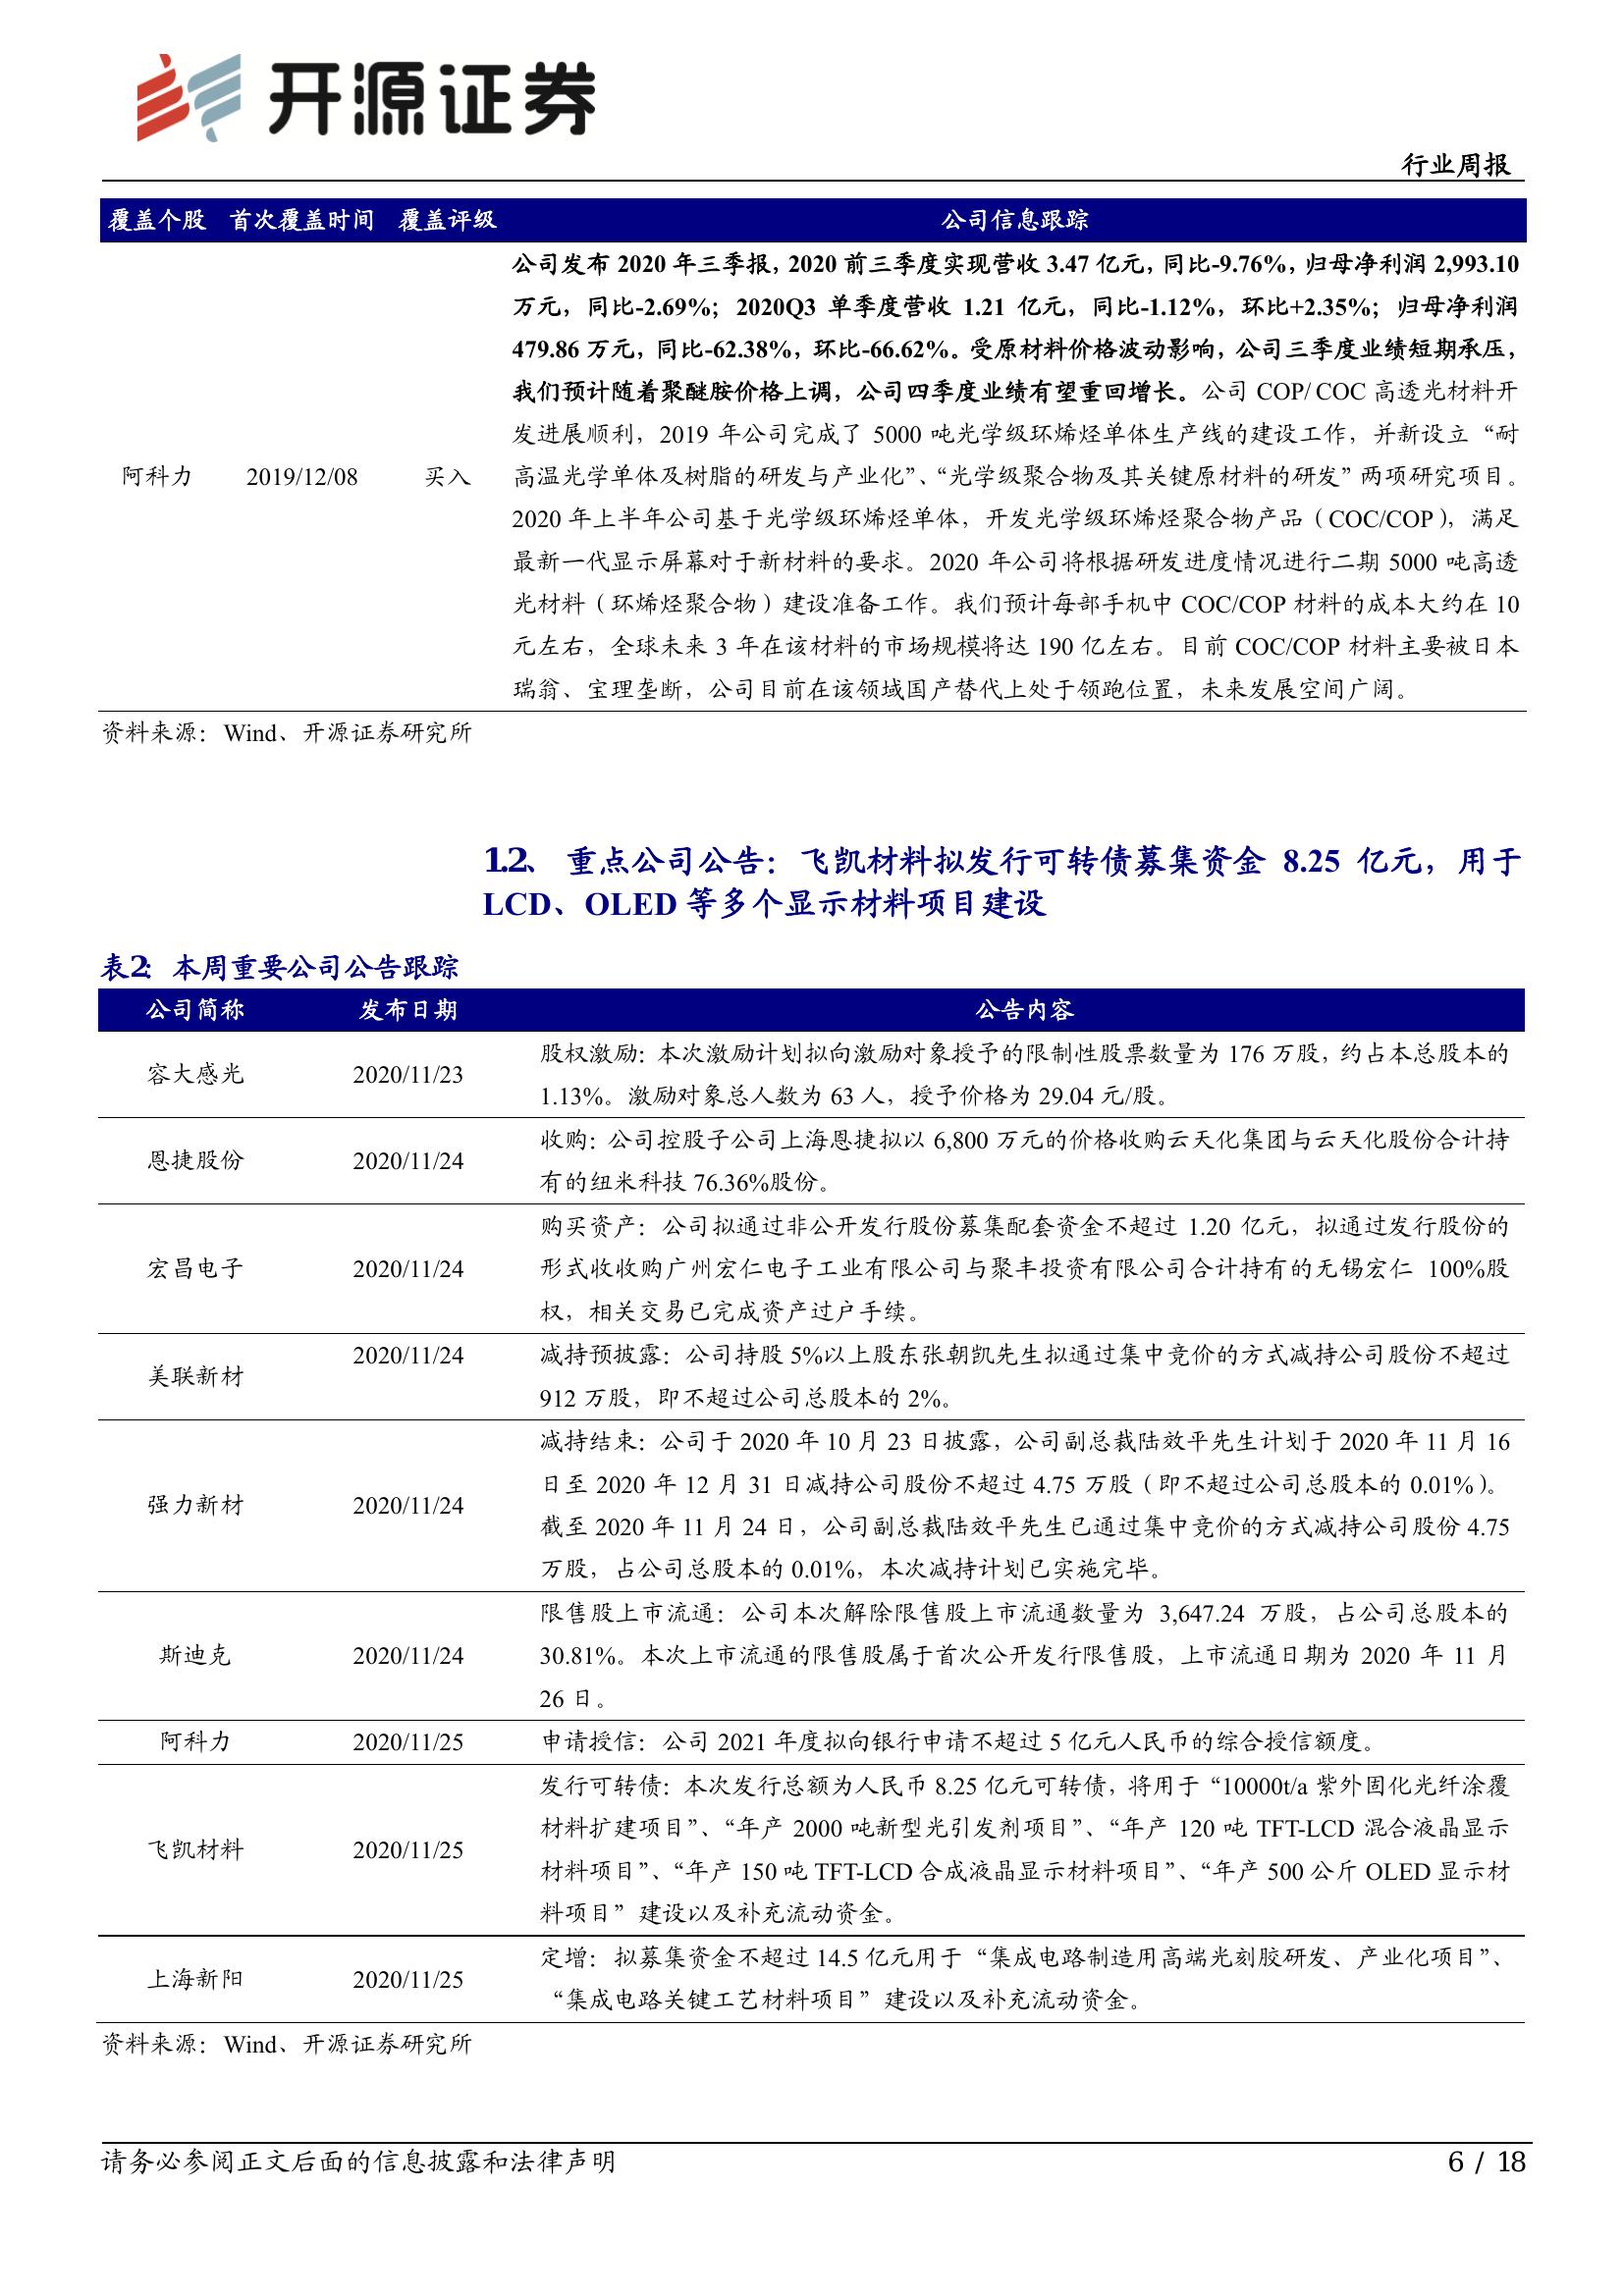 开源证券
行业周报
覆盖个股 首次覆盖时间 覆盖评级 公司信息跟踪
公司发布 2020 年三季报，2020 前三季度实现营收 3.47 亿元，同比-9.76%，归母净利润 2,993.10
万元，同比-2.69%；2020Q3 单季度营收 1.21 亿元，同比-1.12%，环比+2.35%；归母净利润
479.86 万元，同比-62.38%，环比-66.62%。受原材料价格波动影响，公司三季度业绩短期承压，
我们预计随着聚醚胺价格上调，公司四季度业绩有望重回增长。公司 COP/ COC 高透光材料开
发进展顺利，2019 年公司完成了 5000 吨光学级环烯烃单体生产线的建设工作，并新设立“耐
阿科力 2019/12/08 买入 高温光学单体及树脂的研发与产业化”、“光学级聚合物及其关键原材料的研发”两项研究项目。
2020 年上半年公司基于光学级环烯烃单体，开发光学级环烯烃聚合物产品（COC/COP），满足
最新一代显示屏幕对于新材料的要求。2020 年公司将根据研发进度情况进行二期 5000 吨高透
光材料（环烯烃聚合物）建设准备工作。我们预计每部手机中 COC/COP 材料的成本大约在 10
元左右，全球未来 3 年在该材料的市场规模将达 190 亿左右。目前 COC/COP 材料主要被日本
瑞翁、宝理垄断，公司目前在该领域国产替代上处于领跑位置，未来发展空间广阔。
资料来源：Wind、开源证券研究所
1.2、 重点公司公告：飞凯材料拟发行可转债募集资金 8.25 亿元，用于
LCD、OLED 等多个显示材料项目建设
表2： 本周重要公司公告跟踪
公司简称 发布日期 公告内容
容大感光 2020/11/23 股权激励：本次激励计划拟向激励对象授予的限制性股票数量为 176 万股，约占本总股本的
1.13%。激励对象总人数为 63 人，授予价格为 29.04 元/股。
恩捷股份 2020/11/24 收购：公司控股子公司上海恩捷拟以 6,800 万元的价格收购云天化集团与云天化股份合计持
有的纽米科技 76.36%股份。
购买资产：公司拟通过非公开发行股份募集配套资金不超过 1.20 亿元，拟通过发行股份的
宏昌电子 2020/11/24 形式收收购广州宏仁电子工业有限公司与聚丰投资有限公司合计持有的无锡宏仁 100%股
权，相关交易已完成资产过户手续。
美联新材 2020/11/24 减持预披露：公司持股 5%以上股东张朝凯先生拟通过集中竞价的方式减持公司股份不超过
912 万股，即不超过公司总股本的 2%。
减持结束：公司于 2020 年 10 月 23 日披露，公司副总裁陆效平先生计划于 2020 年 11 月 16
日至 2020 年 12 月 31 日减持公司股份不超过 4.75 万股（即不超过公司总股本的 0.01%）。
强力新材 2020/11/24 截至 2020 年 11 月 24 日，公司副总裁陆效平先生已通过集中竞价的方式减持公司股份 4.75
万股，占公司总股本的 0.01%，本次减持计划已实施完毕。
限售股上市流通：公司本次解除限售股上市流通数量为 3,647.24 万股，占公司总股本的
斯迪克 2020/11/24 30.81%。本次上市流通的限售股属于首次公开发行限售股，上市流通日期为 2020 年 11 月
26 日。
阿科力 2020/11/25 申请授信：公司 2021 年度拟向银行申请不超过 5 亿元人民币的综合授信额度。
发行可转债：本次发行总额为人民币 8.25 亿元可转债，将用于“10000t/a 紫外固化光纤涂覆
材料扩建项目”、“年产 2000 吨新型光引发剂项目”、“年产 120 吨 TFT-LCD 混合液晶显示
飞凯材料 2020/11/25 材料项目”、“年产 150 吨 TFT-LCD 合成液晶显示材料项目”、“年产 500 公斤 OLED 显示材
料项目”建设以及补充流动资金。
上海新阳 2020/11/25 定增：拟募集资金不超过 14.5 亿元用于“集成电路制造用高端光刻胶研发、产业化项目”、
“集成电路关键工艺材料项目”建设以及补充流动资金。
资料来源：Wind、开源证券研究所
请务必参阅正文后面的信息披露和法律声明 6 / 18